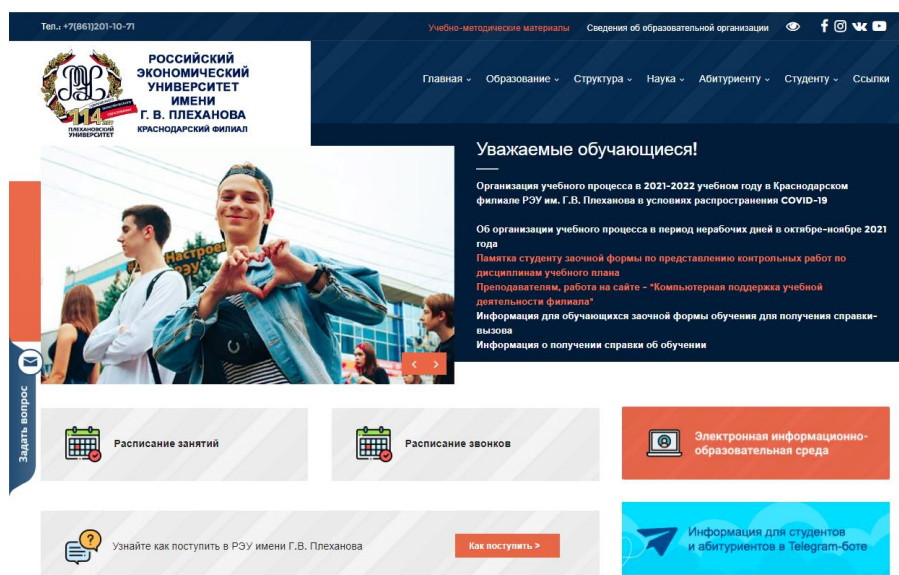 Тел.: +7(861)201-10-71
Учебно-методические материалы
Сведения об образовательной организации
РОССИЙСКИЙ
ЭКОНОМИЧЕСКИЙ
УНИВЕРСИТЕТ
ИМЕНИ
Г. В. ПЛЕХАНОВА
КРАСНОДАРСКИЙ ФИЛИАЛ
114 лет
ПЛЕХАНОВСКИЙ
УНИВЕРСИТЕТ
Главная
Образование
Структура
Наука
Абитуриенту
Студенту
Ссылки
Настрое
РЭУ
Уважаемые обучающиеся!
Организация учебного процесса в 2021-2022 учебном году в Краснодарском
филиале РЭУ им. Г.В. Плеханова в условиях распространения COVID-19
Об организации учебного процесса в период нерабочих дней в октябре-ноябре 2021
года
Памятка студенту заочной формы по представлению контрольных работ по
дисциплинам учебного плана
Преподавателям, работа на сайте - "Компьютерная поддержка учебной
деятельности филиала"
Информация для обучающихся заочной формы обучения для получения справки-
вызова
Информация о получении справки об обучении
Задать вопрос
Расписание занятий
Расписание звонков
Электронная информационно-
образовательная среда
Узнайте как поступить в РЭУ имени Г.В. Плеханова
Как поступить >
Информация для студентов
и абитуриентов в Telegram-боте